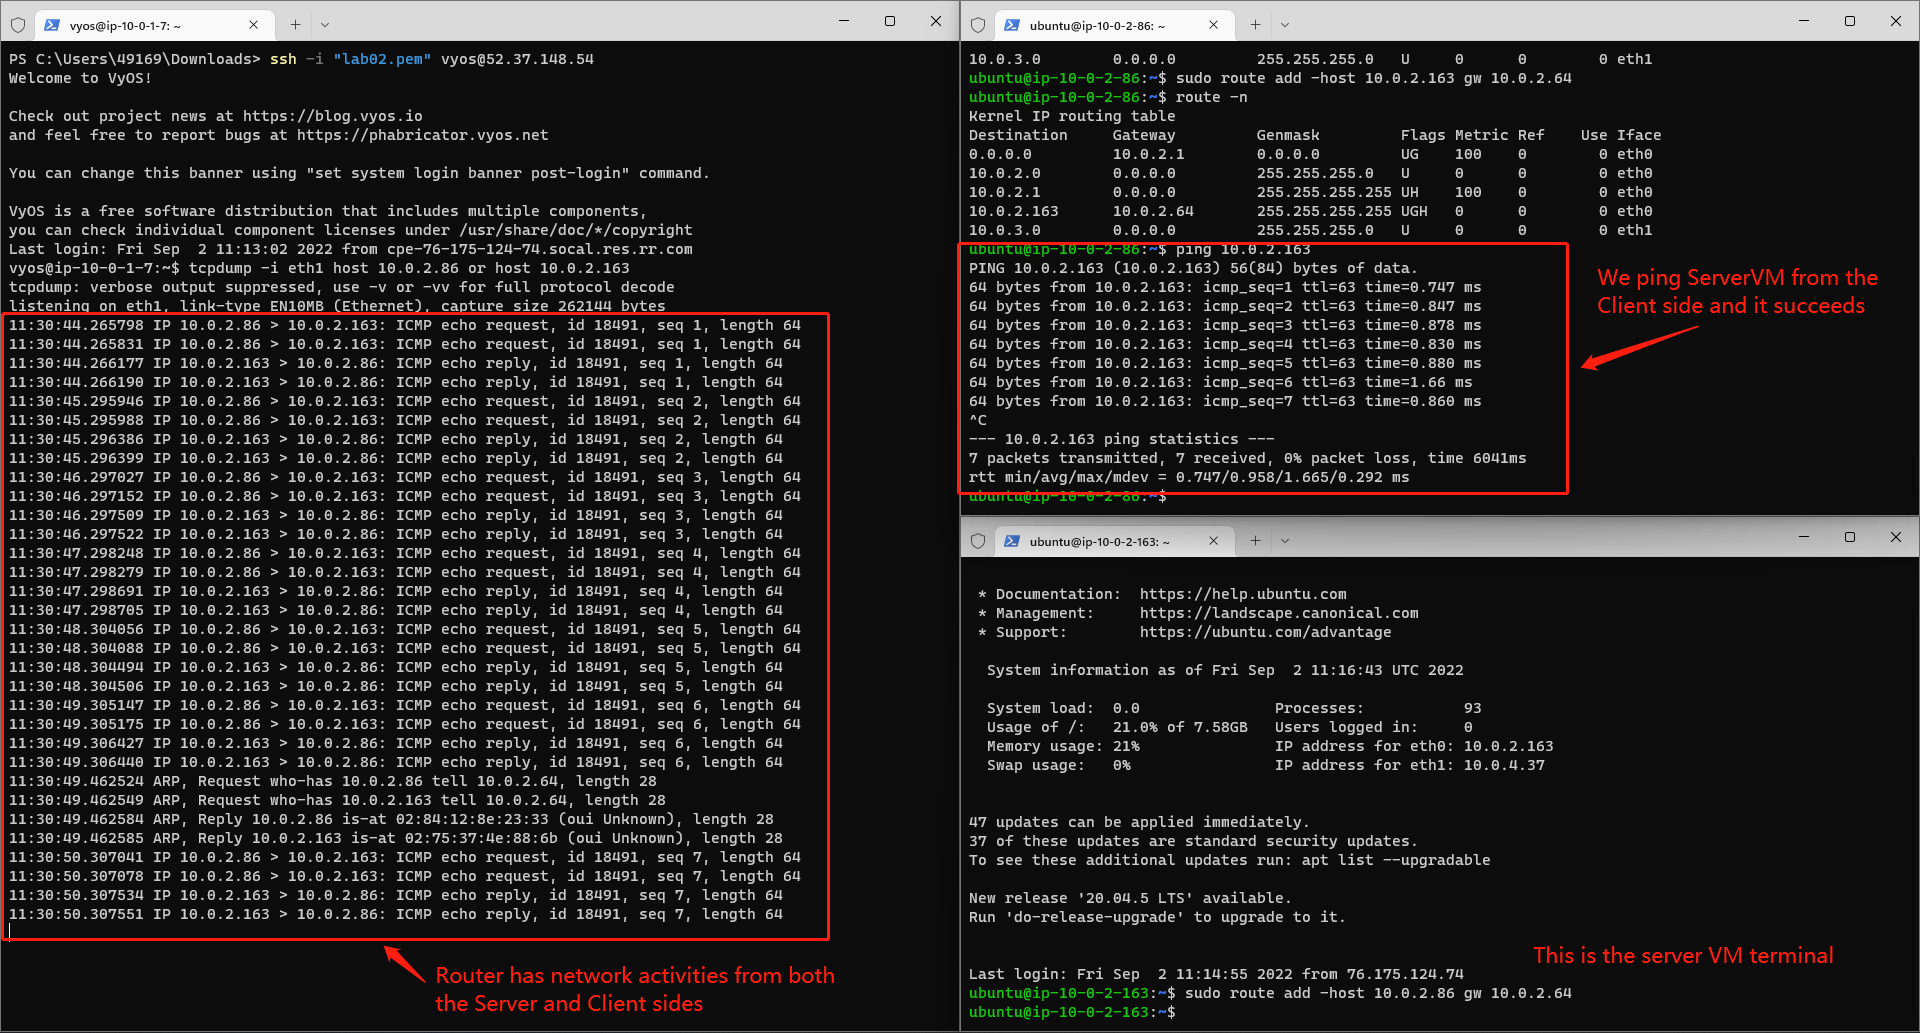 vyos@ip-10-0-1-7: ~
PS C:\Users\49169\Downloads> ssh -i "lab02.pem" vyos@52.37.148.54
Welcome to VyOS!
Check out project news at https://blog.vyos.io
and feel free to report bugs at https://phabricator.vyos.net
You can change this banner using "set system login banner post-login" command.
VyOS is a free software distribution that includes multiple components,
you can check individual component licenses under /usr/share/doc/*/copyright
Last login: Fri Sep  2 11:13:02 2022 from cpe-76-175-124-74.socal.res.rr.com
vyos@ip-10-0-1-7:~$ tcpdump -i eth1 host 10.0.2.86 or host 10.0.2.163
tcpdump: verbose output suppressed, use -v or -vv for full protocol decode
listening on eth1, link-type EN10MB (Ethernet), capture size 262144 bytes
11:30:44.265798 IP 10.0.2.86 > 10.0.2.163: ICMP echo request, id 18491, seq 1, length 64
11:30:44.265831 IP 10.0.2.86 > 10.0.2.163: ICMP echo request, id 18491, seq 1, length 64
11:30:44.266177 IP 10.0.2.163 > 10.0.2.86: ICMP echo reply, id 18491, seq 1, length 64
11:30:44.266190 IP 10.0.2.163 > 10.0.2.86: ICMP echo reply, id 18491, seq 1, length 64
11:30:45.295946 IP 10.0.2.86 > 10.0.2.163: ICMP echo request, id 18491, seq 2, length 64
11:30:45.295988 IP 10.0.2.86 > 10.0.2.163: ICMP echo request, id 18491, seq 2, length 64
11:30:45.296386 IP 10.0.2.163 > 10.0.2.86: ICMP echo reply, id 18491, seq 2, length 64
11:30:45.296399 IP 10.0.2.163 > 10.0.2.86: ICMP echo reply, id 18491, seq 2, length 64
11:30:46.297027 IP 10.0.2.86 > 10.0.2.163: ICMP echo request, id 18491, seq 3, length 64
11:30:46.297152 IP 10.0.2.86 > 10.0.2.163: ICMP echo request, id 18491, seq 3, length 64
11:30:46.297509 IP 10.0.2.163 > 10.0.2.86: ICMP echo reply, id 18491, seq 3, length 64
11:30:46.297522 IP 10.0.2.163 > 10.0.2.86: ICMP echo reply, id 18491, seq 3, length 64
11:30:47.298248 IP 10.0.2.86 > 10.0.2.163: ICMP echo request, id 18491, seq 4, length 64
11:30:47.298279 IP 10.0.2.86 > 10.0.2.163: ICMP echo request, id 18491, seq 4, length 64
11:30:47.298691 IP 10.0.2.163 > 10.0.2.86: ICMP echo reply, id 18491, seq 4, length 64
11:30:47.298705 IP 10.0.2.163 > 10.0.2.86: ICMP echo reply, id 18491, seq 4, length 64
11:30:48.304056 IP 10.0.2.86 > 10.0.2.163: ICMP echo request, id 18491, seq 5, length 64
11:30:48.304088 IP 10.0.2.86 > 10.0.2.163: ICMP echo request, id 18491, seq 5, length 64
11:30:48.304494 IP 10.0.2.163 > 10.0.2.86: ICMP echo reply, id 18491, seq 5, length 64
11:30:48.304506 IP 10.0.2.163 > 10.0.2.86: ICMP echo reply, id 18491, seq 5, length 64
11:30:49.305147 IP 10.0.2.86 > 10.0.2.163: ICMP echo request, id 18491, seq 6, length 64
11:30:49.305175 IP 10.0.2.86 > 10.0.2.163: ICMP echo request, id 18491, seq 6, length 64
11:30:49.306427 IP 10.0.2.163 > 10.0.2.86: ICMP echo reply, id 18491, seq 6, length 64
11:30:49.306440 IP 10.0.2.163 > 10.0.2.86: ICMP echo reply, id 18491, seq 6, length 64
11:30:49.462524 ARP, Request who-has 10.0.2.86 tell 10.0.2.64, length 28
11:30:49.462549 ARP, Request who-has 10.0.2.163 tell 10.0.2.64, length 28
11:30:49.462584 ARP, Reply 10.0.2.86 is-at 02:84:12:8e:23:33 (oui Unknown), length 28
11:30:49.462585 ARP, Reply 10.0.2.163 is-at 02:75:37:4e:88:6b (oui Unknown), length 28
11:30:50.307041 IP 10.0.2.86 > 10.0.2.163: ICMP echo request, id 18491, seq 7, length 64
11:30:50.307078 IP 10.0.2.86 > 10.0.2.163: ICMP echo request, id 18491, seq 7, length 64
11:30:50.307534 IP 10.0.2.163 > 10.0.2.86: ICMP echo reply, id 18491, seq 7, length 64
11:30:50.307551 IP 10.0.2.163 > 10.0.2.86: ICMP echo reply, id 18491, seq 7, length 64
Router has network activities from both
the Server and Client sides
ubuntu@ip-10-0-2-86: ~
10.0.3.0        0.0.0.0         255.255.255.0   U     0      0        0 eth1
ubuntu@ip-10-0-2-86:~$ sudo route add -host 10.0.2.163 gw 10.0.2.64
ubuntu@ip-10-0-2-86:~$ route -n
Kernel IP routing table
Destination     Gateway         Genmask         Flags Metric Ref    Use Iface
0.0.0.0         10.0.2.1        0.0.0.0         UG    100    0        0 eth0
10.0.2.0        0.0.0.0         255.255.255.0   U     0      0        0 eth0
10.0.2.1        0.0.0.0         255.255.255.255 UH    100    0        0 eth0
10.0.2.163      10.0.2.64       255.255.255.255 UGH   0      0        0 eth0
10.0.3.0        0.0.0.0         255.255.255.0   U     0      0        0 eth1
ubuntu@ip-10-0-2-86:~$ ping 10.0.2.163
PING 10.0.2.163 (10.0.2.163) 56(84) bytes of data.
64 bytes from 10.0.2.163: icmp_seq=1 ttl=63 time=0.747 ms
64 bytes from 10.0.2.163: icmp_seq=2 ttl=63 time=0.847 ms
64 bytes from 10.0.2.163: icmp_seq=3 ttl=63 time=0.878 ms
64 bytes from 10.0.2.163: icmp_seq=4 ttl=63 time=0.830 ms
64 bytes from 10.0.2.163: icmp_seq=5 ttl=63 time=0.880 ms
64 bytes from 10.0.2.163: icmp_seq=6 ttl=63 time=1.66 ms
64 bytes from 10.0.2.163: icmp_seq=7 ttl=63 time=0.860 ms
^C
--- 10.0.2.163 ping statistics ---
7 packets transmitted, 7 received, 0% packet loss, time 6041ms
rtt min/avg/max/mdev = 0.747/0.958/1.665/0.292 ms
ubuntu@ip-10-0-2-86:~$
We ping ServerVM from the
Client side and it succeeds
ubuntu@ip-10-0-2-163: ~
* Documentation:  https://help.ubuntu.com
* Management:     https://landscape.canonical.com
* Support:        https://ubuntu.com/advantage
System information as of Fri Sep  2 11:16:43 UTC 2022
System load:  0.0               Processes:           93
Usage of /:   21.0% of 7.58GB   Users logged in:     0
Memory usage: 21%               IP address for eth0: 10.0.2.163
Swap usage:   0%                IP address for eth1: 10.0.4.37
47 updates can be applied immediately.
37 of these updates are standard security updates.
To see these additional updates run: apt list --upgradable
New release '20.04.5 LTS' available.
Run 'do-release-upgrade' to upgrade to it.
This is the server VM terminal
Last login: Fri Sep  2 11:14:55 2022 from 76.175.124.74
ubuntu@ip-10-0-2-163:~$ sudo route add -host 10.0.2.86 gw 10.0.2.64
ubuntu@ip-10-0-2-163:~$